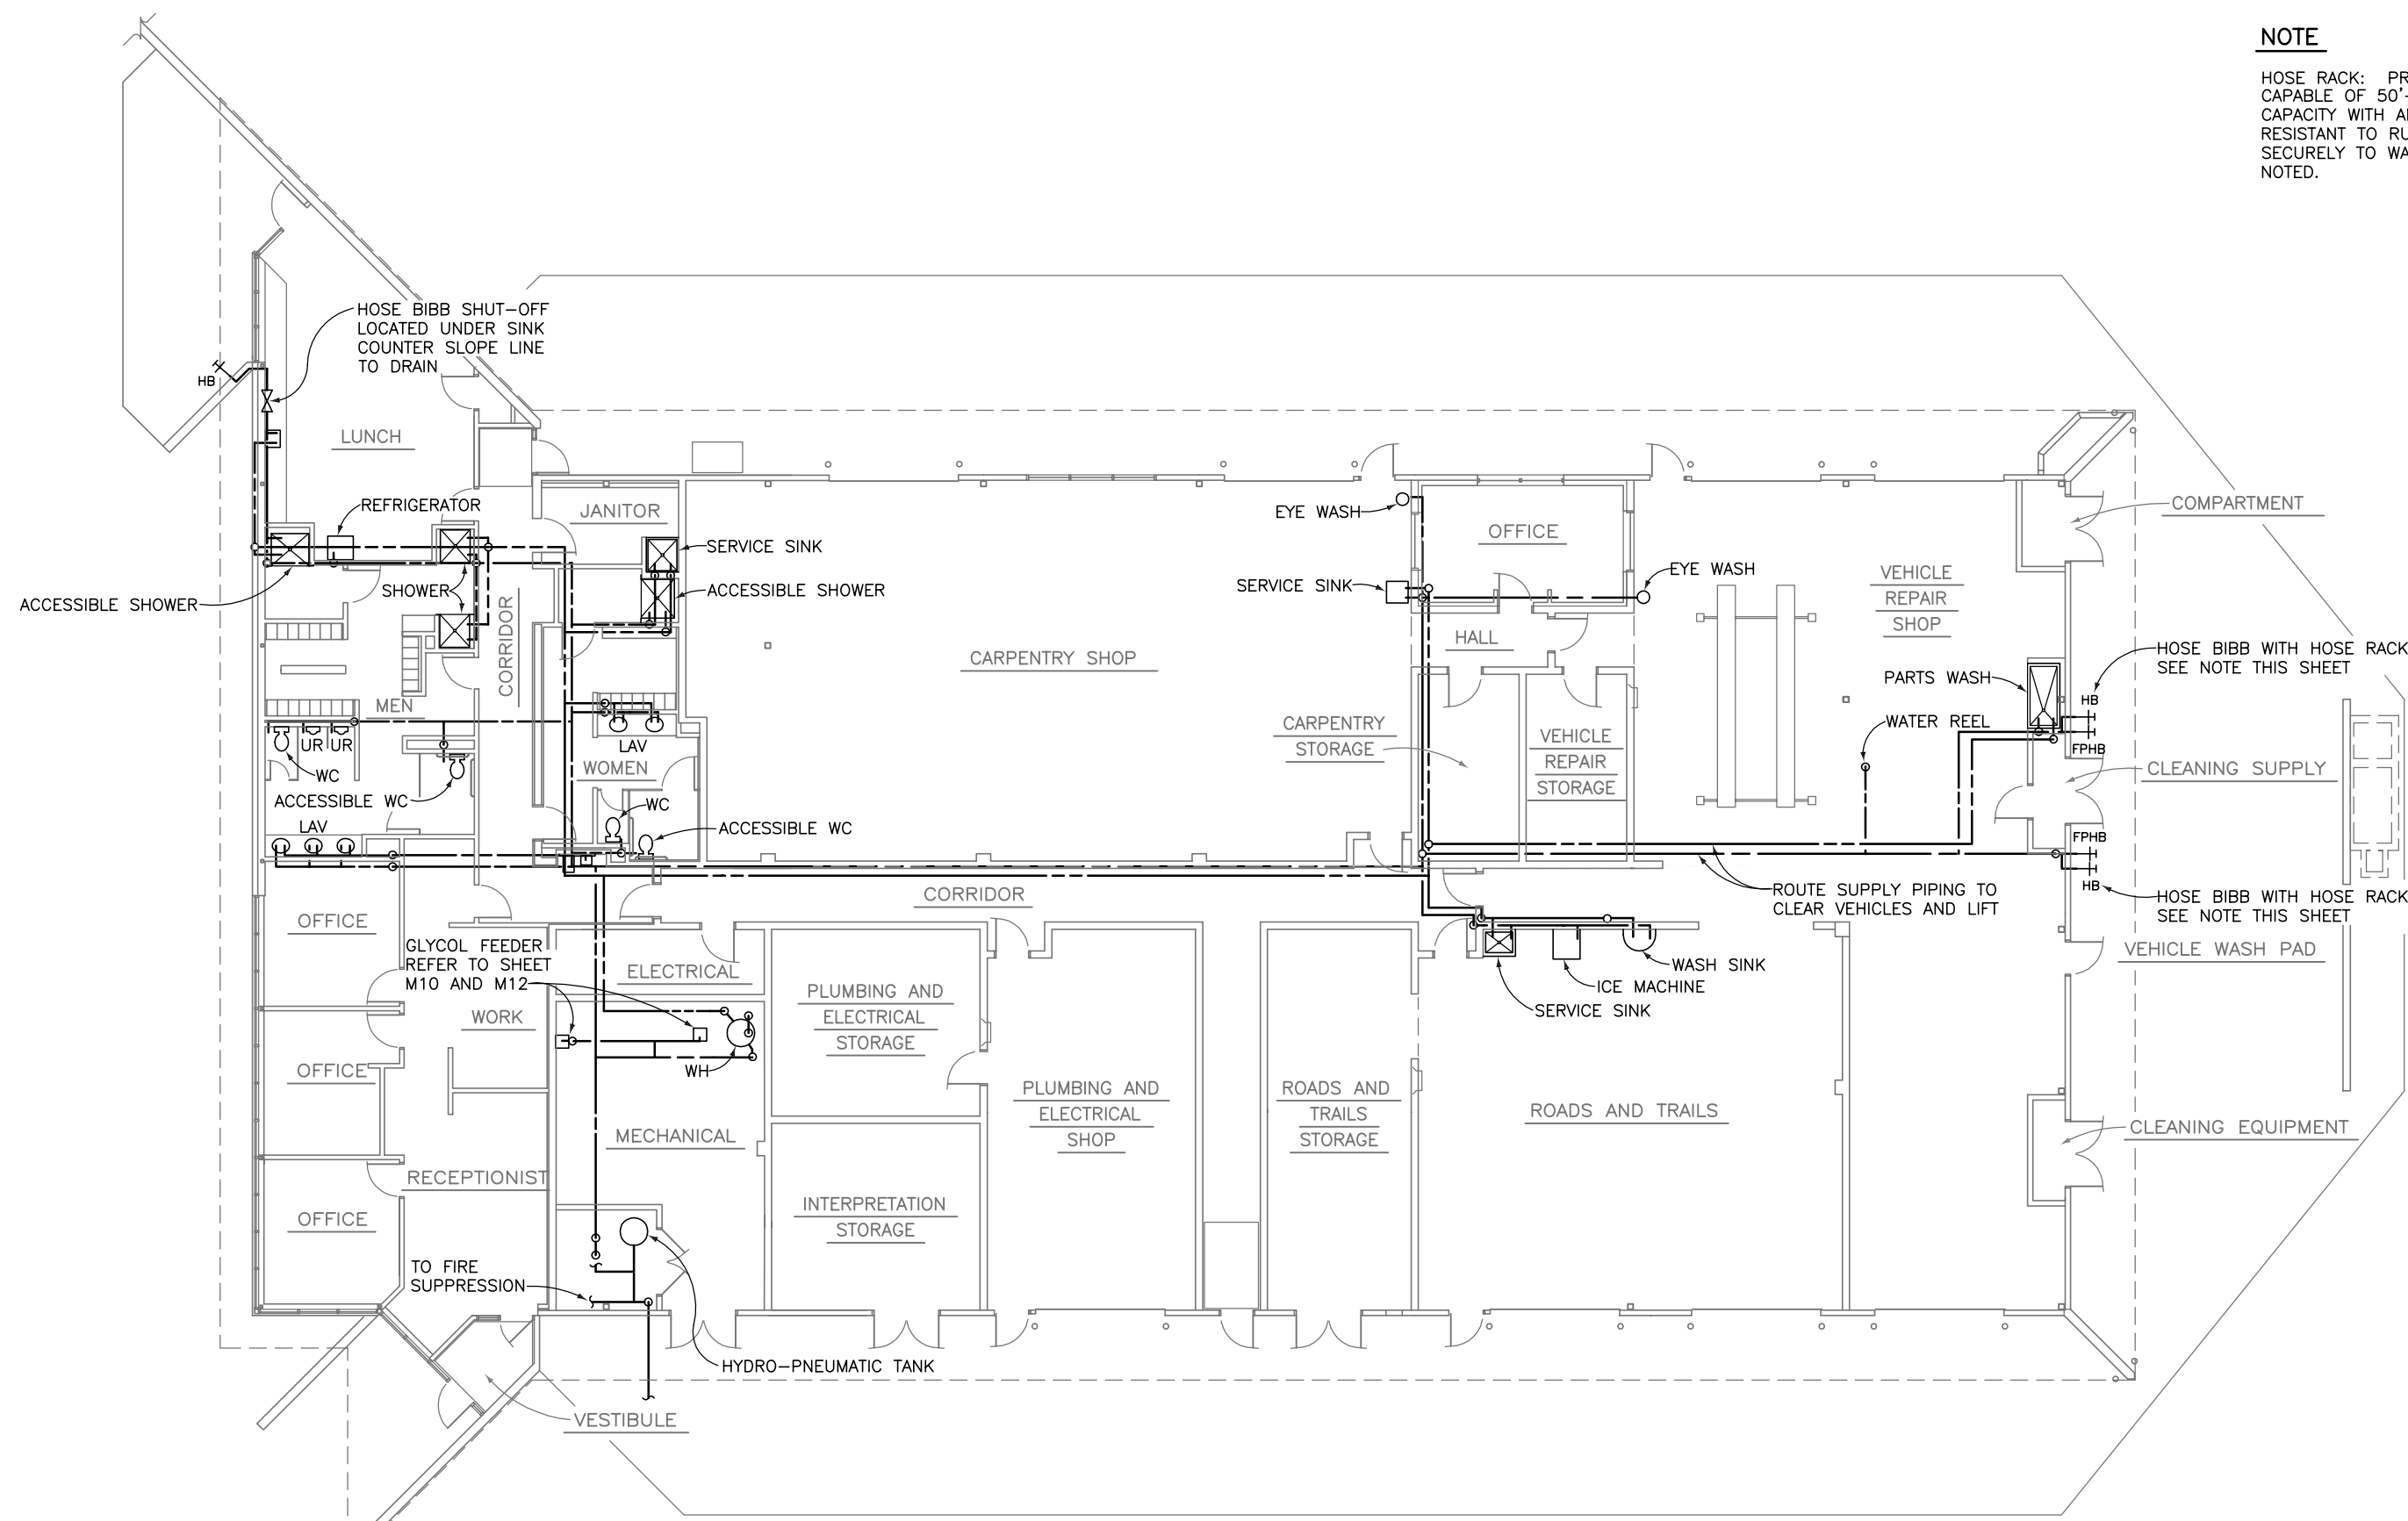 NOTE
HOSE RACK: PR
CAPABLE OF 50'-
CAPACITY WITH
RESISTANT TO RU
SECURELY TO WA
NOTED.
HOSE BIBB SHUT-OFF
LOCATED UNDER SINK
COUNTER SLOPE LINE
TO DRAIN
HB
LUNCH
REFRIGERATOR
JANITOR
SERVICE SINK
ACCESSIBLE SHOWER
SHOWER
ACCESSIBLE SHOWER
CORRIDOR
MEN
UR UR
WC
ACCESSIBLE WC
LAV
LAV
WOMEN
WC
ACCESSIBLE WC
CARPENTRY SHOP
EYE WASH
OFFICE
SERVICE SINK
EYE WASH
HALL
CARPENTRY
STORAGE
VEHICLE
REPAIR
STORAGE
VEHICLE
REPAIR
SHOP
COMPARTMENT
HOSE BIBB WITH HOSE RACK
SEE NOTE THIS SHEET
PARTS WASH
HB
WATER REEL
FPHB
CLEANING SUPPLY
FPHB
HB
HOSE BIBB WITH HOSE RACK
SEE NOTE THIS SHEET
ROUTE SUPPLY PIPING TO
CLEAR VEHICLES AND LIFT
VEHICLE WASH PAD
CORRIDOR
OFFICE
GLYCOL FEEDER
REFER TO SHEET
M10 AND M12
ELECTRICAL
WORK
PLUMBING AND
ELECTRICAL
STORAGE
WASH SINK
ICE MACHINE
SERVICE SINK
OFFICE
WH
MECHANICAL
PLUMBING AND
ELECTRICAL
SHOP
ROADS AND
TRAILS
STORAGE
ROADS AND TRAILS
CLEANING EQUIPMENT
RECEPTIONIST
OFFICE
INTERPRETATION
STORAGE
TO FIRE
SUPPRESSION
HYDRO-PNEUMATIC TANK
VESTIBULE